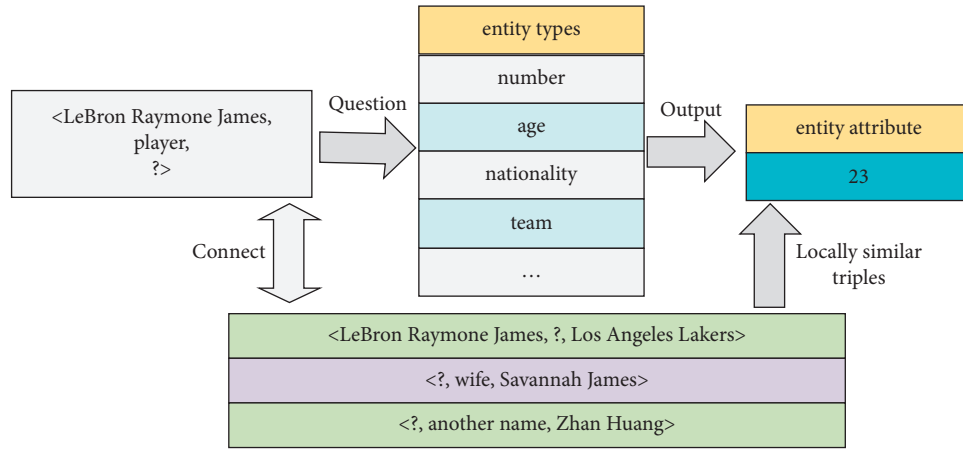 entity types
number
age
nationality
team
...
<LeBron Raymone James,
player,
?>
Question
Output
entity attribute
23
Connect
Locally similar
triples
<LeBron Raymone James, ?, Los Angeles Lakers>
<?, wife, Savannah James>
<?, another name, Zhan Huang>